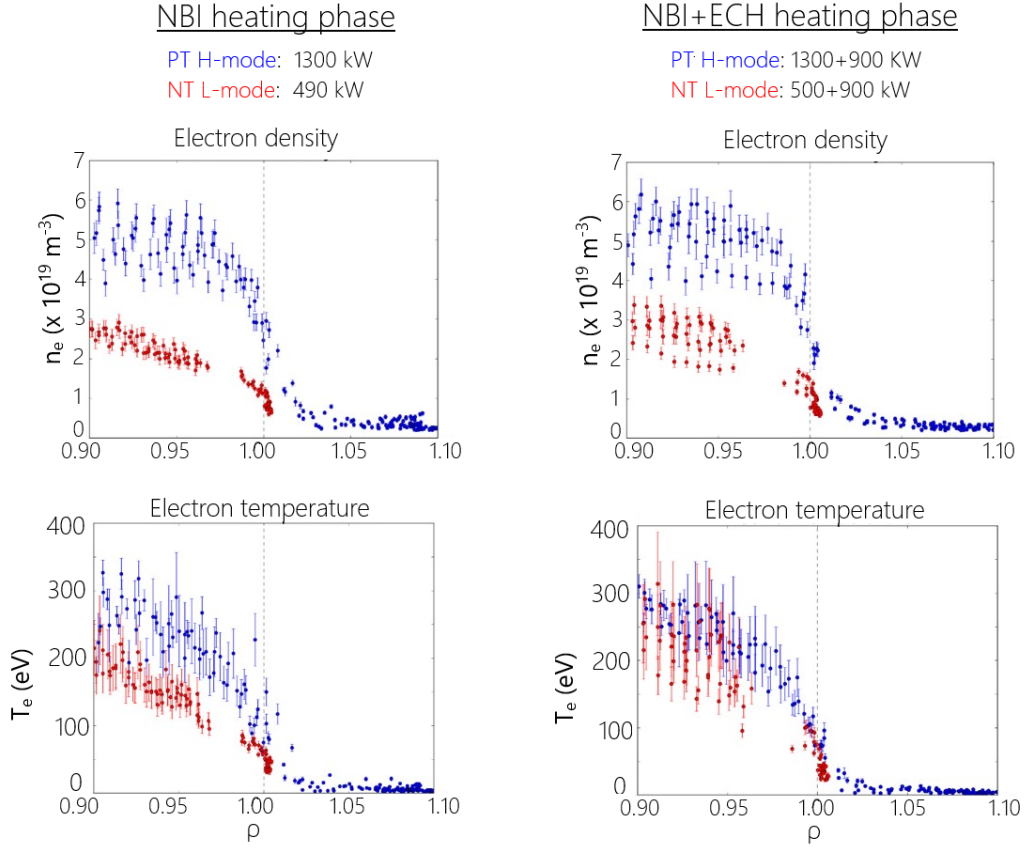 NBI heating phase
PT H-mode: 1300 kW
NT L-mode: 490 kW
Electron density
7
6
5
4
3
2
1
0
nₑ (x 10¹⁹ m⁻³)
0.90 0.95 1.00 1.05 1.10
Electron temperature
400
300
200
100
0
Tₑ (eV)
0.90 0.95 1.00 1.05 1.10
ρ
NBI+ECH heating phase
PT H-mode: 1300+900 KW
NT L-mode: 500+900 kW
Electron density
7
6
5
4
3
2
1
0
nₑ (x 10¹⁹ m⁻³)
0.90 0.95 1.00 1.05 1.10
Electron temperature
400
300
200
100
0
Tₑ (eV)
0.90 0.95 1.00 1.05 1.10
ρ